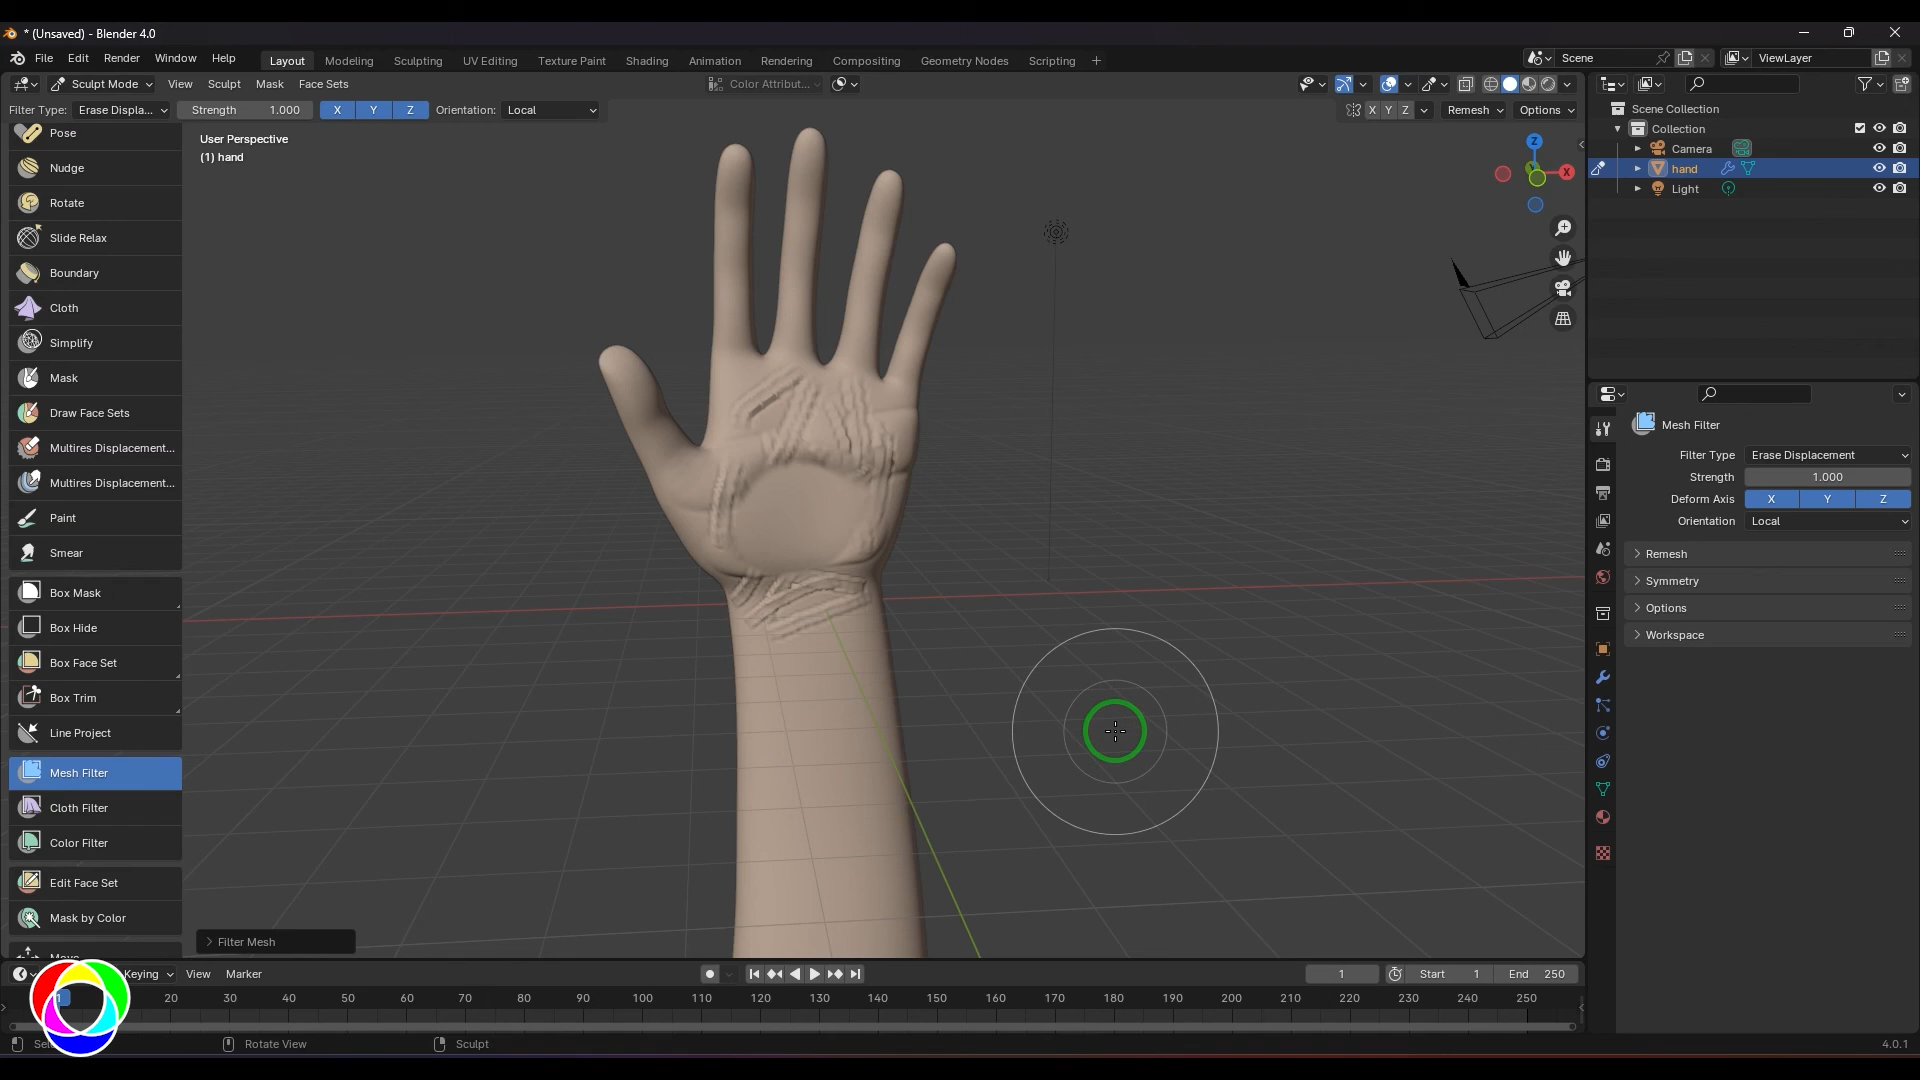 * (Unsaved) - Blender 4.0
File Edit Render Window Help Layout Modeling Sculpting UV Editing Texture Paint Shading Animation Rendering Compositing Geometry Nodes Scripting + Scene ViewLayer
Sculpt Mode View Sculpt Mask Face Sets Color Attribut...
Filter Type: Erase Displa... Strength 1.000 X Y Z Orientation: Local X Y Z Remesh Options
User Perspective
(1) hand
Pose
Nudge
Rotate
Slide Relax
Boundary
Cloth
Simplify
Mask
Draw Face Sets
Multires Displacement...
Multires Displacement...
Paint
Smear
Box Mask
Box Hide
Box Face Set
Box Trim
Line Project
Mesh Filter
Cloth Filter
Color Filter
Edit Face Set
Mask by Color
Move
Z
X
Scene Collection
Collection
Camera
hand
Light
Mesh Filter
Filter Type Erase Displacement
Strength 1.000
Deform Axis X Y Z
Orientation Local
Remesh
Symmetry
Options
Workspace
Filter Mesh
Keying View Marker 1 Start 1 End 250
1 20 30 40 50 60 70 80 90 100 110 120 130 140 150 160 170 180 190 200 210 220 230 240 250
Rotate View Sculpt 4.0.1